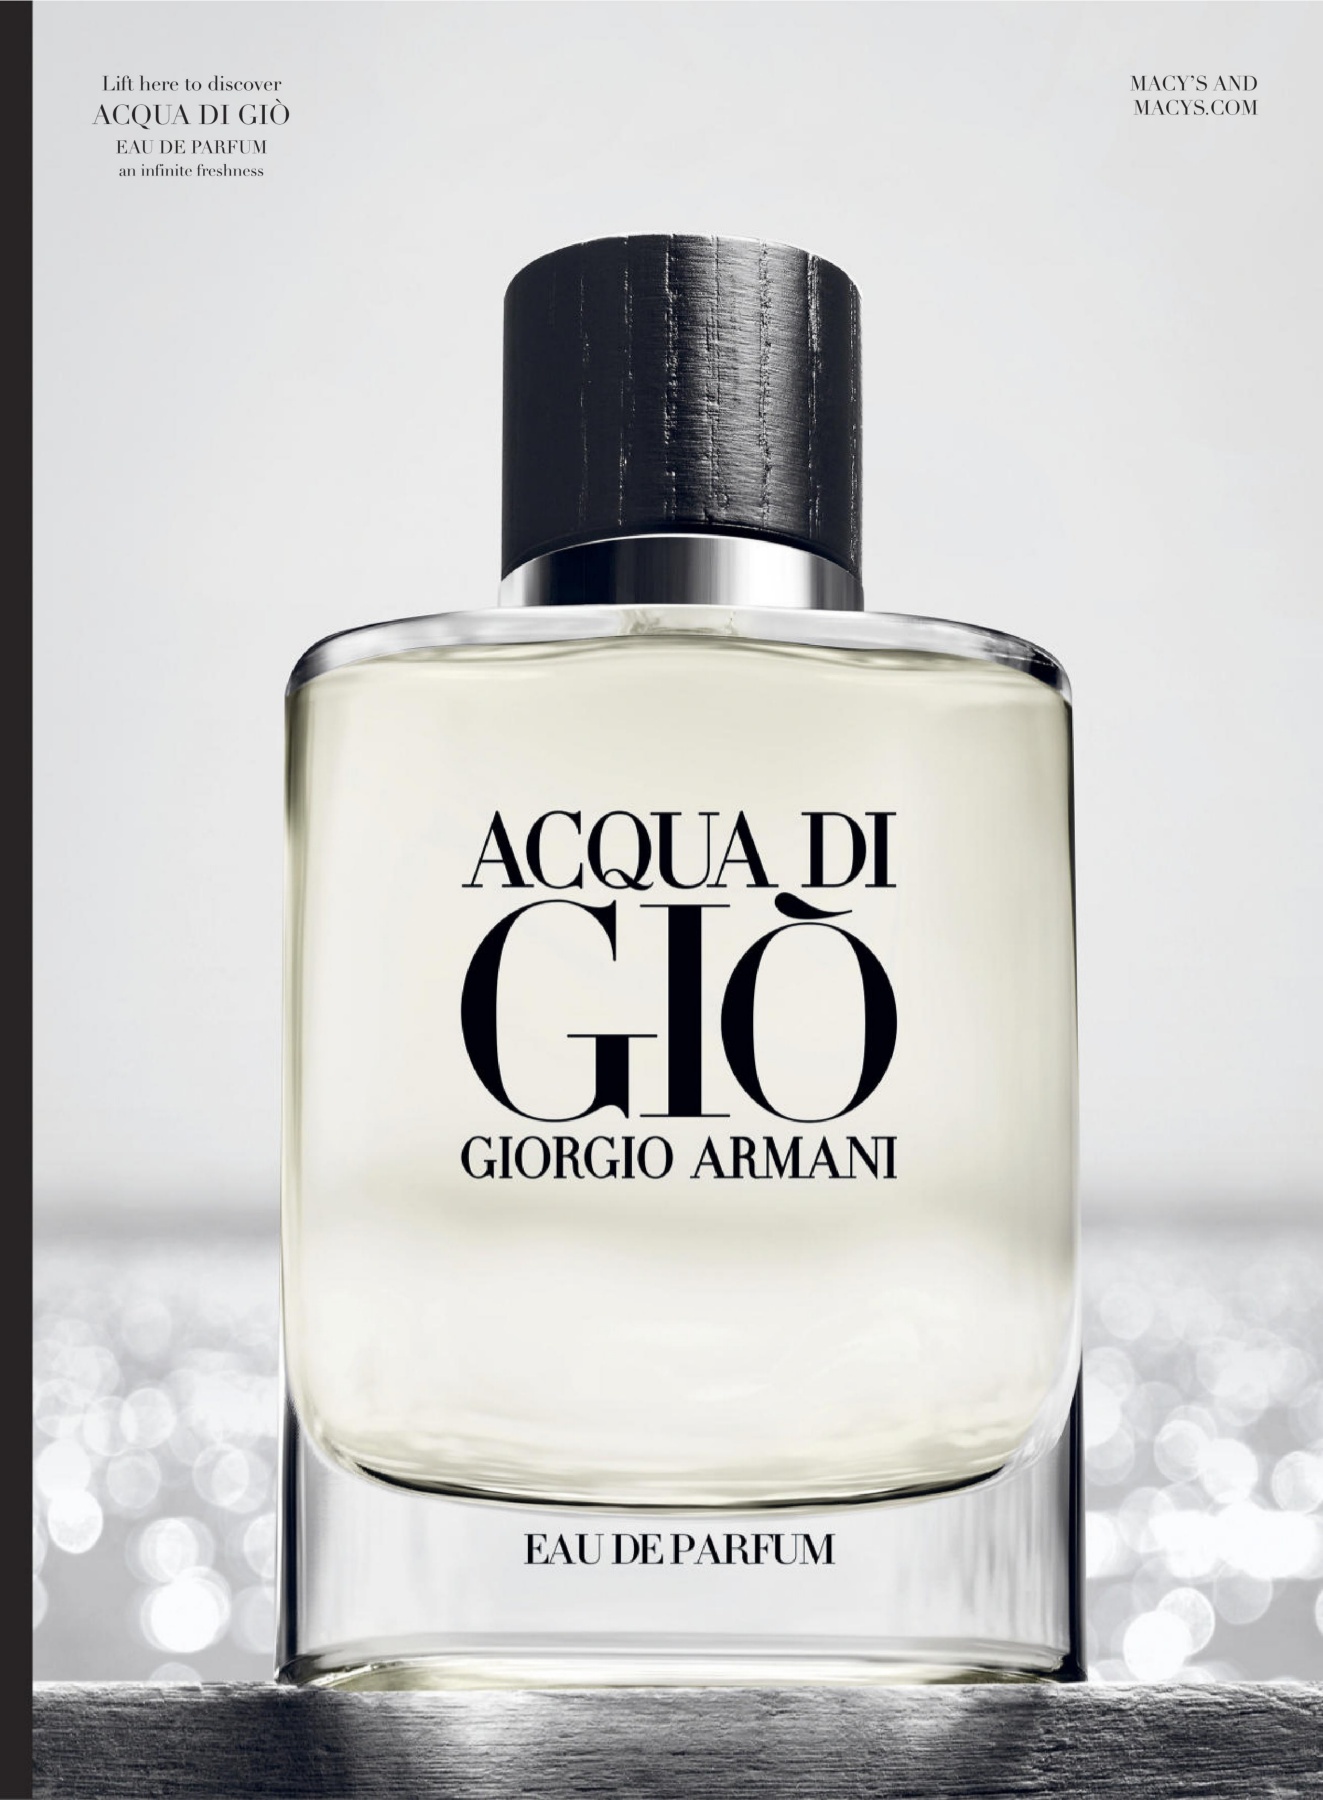 Lift here to discover
ACQUA DI GIÒ
EAU DE PARFUM
an infinite freshness
MACY'S AND
MACYS.COM
ACQUA DI
GIÒ
GIORGIO ARMANI
EAU DE PARFUM